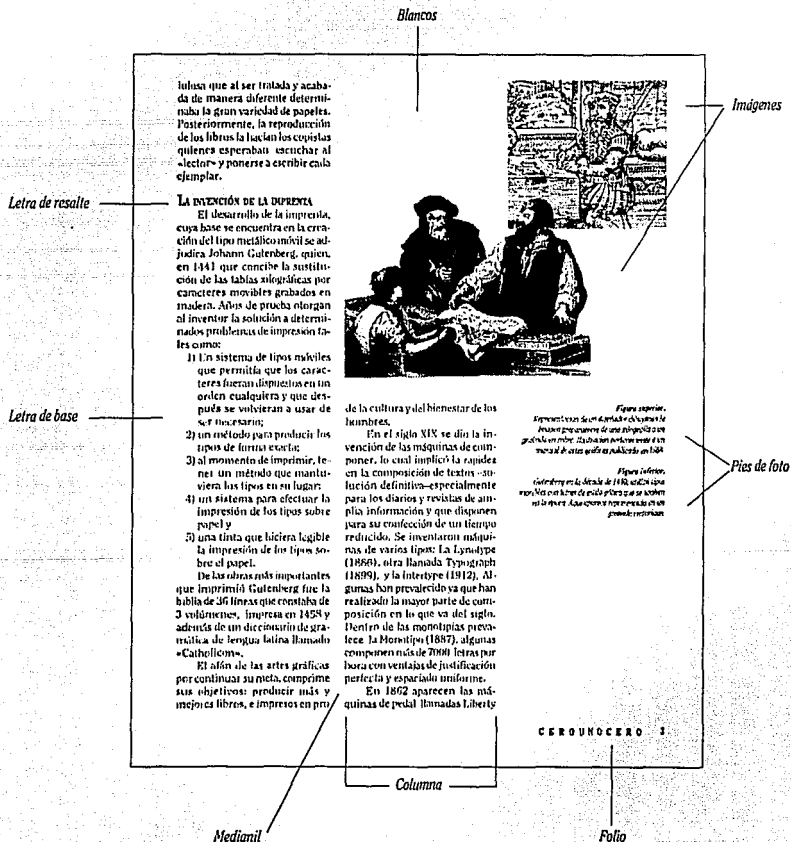 Blancos
lulosa que al ser tratada y acaba-
da de manera diferente determi-
naba la gran variedad de papeles.
Posteriormente, la reproducción
de los libros la hacían los copistas
quienes esperaban escuchar al
«lector» y ponerse a escribir cada
ejemplar.
LA INVENCIÓN DE LA IMPRENTA
El desarrollo de la imprenta,
cuya base se encuentra en la crea-
ción del tipo metálico móvil se ad-
judica Johann Gutenberg, quien,
en 1441 que concibe la sustitu-
ción de las tablas xilográficas por
caracteres movibles grabados en
madera. Años de prueba otorgan
al inventor la solución a determi-
nados problemas de impresión ta-
les como:
1) Un sistema de tipos móviles
que permitía que los carac-
teres fueran dispuestos en un
orden cualquiera y que des-
pués se volvieran a usar de
ser necesario;
2) un método para producir los
tipos de forma exacta;
3) al momento de imprimir, te-
ner un método que mantu-
viera los tipos en su lugar;
4) un sistema para efectuar la
impresión de los tipos sobre
papel y
5) una tinta que hiciera legible
la impresión de los tipos so-
bre el papel.
De las obras más importantes
que imprimió Gutenberg fue la
biblia de 36 líneas que constaba de
3 volúmenes, impresa en 1458 y
además de un diccionario de gra-
mática de lengua latina llamado
«Catholicon».
El afán de las artes gráficas
por continuar su meta, comprime
sus objetivos: producir más y
mejores libros, e impresos en pro
de la cultura y del bienestar de los
hombres.
En el siglo XIX se dio la in-
vención de las máquinas de com-
poner, lo cual implicó la rapidez
en la composición de textos –so-
lución definitiva–especialmente
para los diarios y revistas de am-
plia información y que disponen
para su confección de un tiempo
reducido. Se inventaron máqui-
nas de varios tipos: La Lynotype
(1886), otra llamada Typograph
(1899), y la Intertype (1912), Al-
gunas han prevalecido ya que han
realizado la mayor parte de com-
posición en lo que va del siglo.
Dentro de las monotipias preva-
lece la Monotipo (1887), algunas
componen más de 7000 letras por
hora con ventajas de justificación
perfecta y espaciado uniforme.
En 1862 aparecen las má-
quinas de pedal llamadas Liberty
Figura superior.
Figura inferior.
CEROUNOCERO 3
Imágenes
Letra de resalte
Letra de base
Pies de foto
Columna
Medianil
Folio